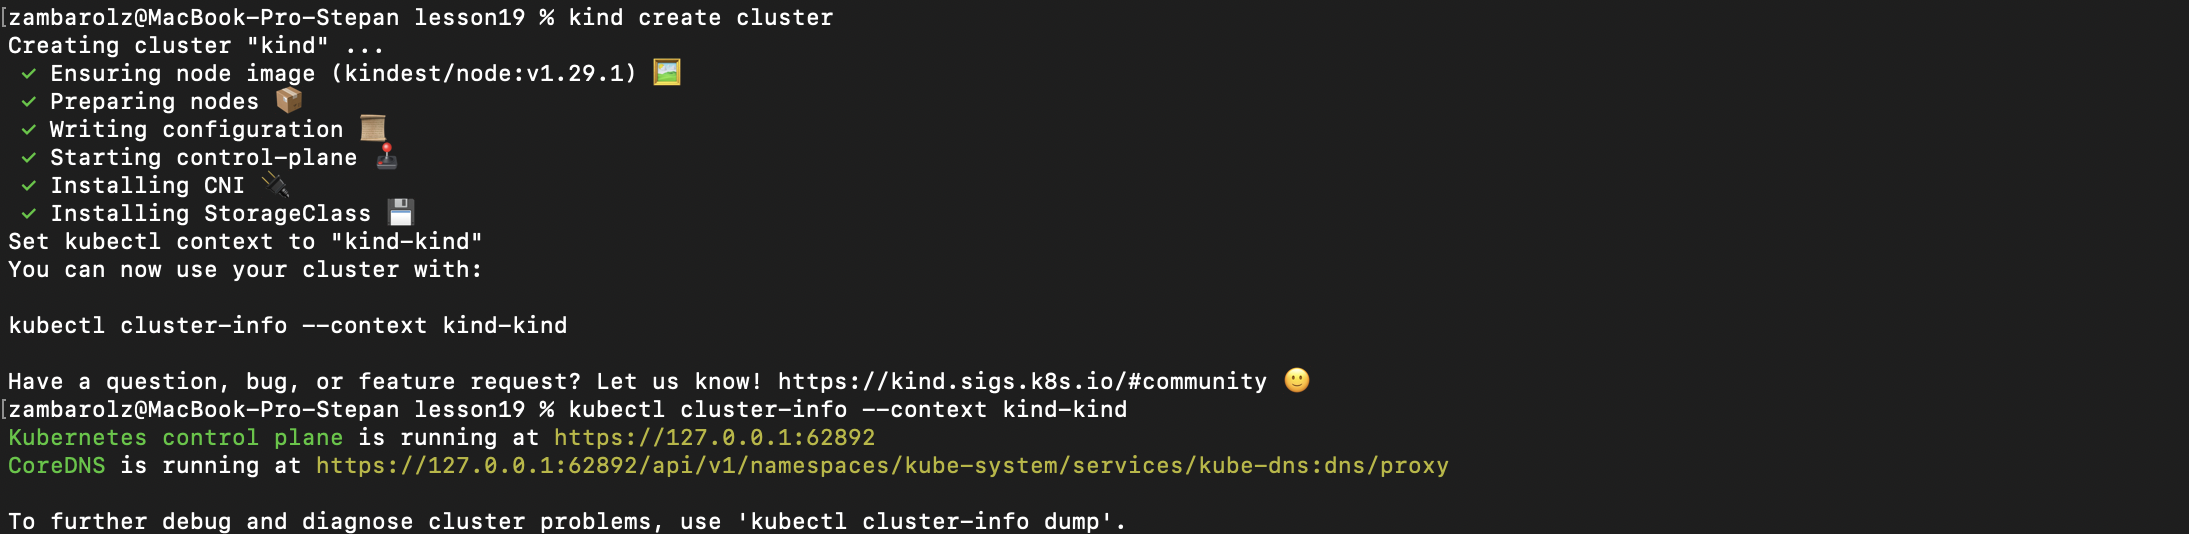 [zambarolz@MacBook-Pro-Stepan lesson19 % kind create cluster
Creating cluster "kind" ...
✓ Ensuring node image (kindest/node:v1.29.1) 🖼
✓ Preparing nodes 📦
✓ Writing configuration 📜
✓ Starting control-plane 🕹
✓ Installing CNI 🔌
✓ Installing StorageClass 💾
Set kubectl context to "kind-kind"
You can now use your cluster with:
kubectl cluster-info --context kind-kind
Have a question, bug, or feature request? Let us know! https://kind.sigs.k8s.io/#community 🙂
[zambarolz@MacBook-Pro-Stepan lesson19 % kubectl cluster-info --context kind-kind
Kubernetes control plane is running at https://127.0.0.1:62892
CoreDNS is running at https://127.0.0.1:62892/api/v1/namespaces/kube-system/services/kube-dns:dns/proxy
To further debug and diagnose cluster problems, use 'kubectl cluster-info dump'.